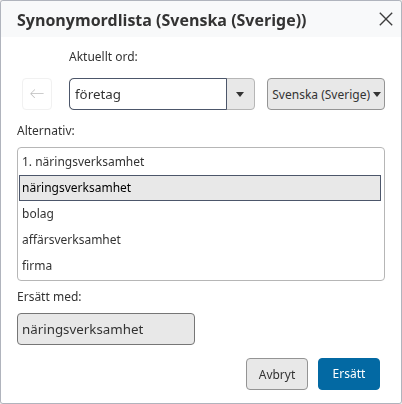 Synonymordlista (Svenska (Sverige))
Aktuellt ord:
företag
Svenska (Sverige)
Alternativ:
1. näringsverksamhet
näringsverksamhet
bolag
affärsverksamhet
firma
Ersätt med:
näringsverksamhet
Avbryt
Ersätt